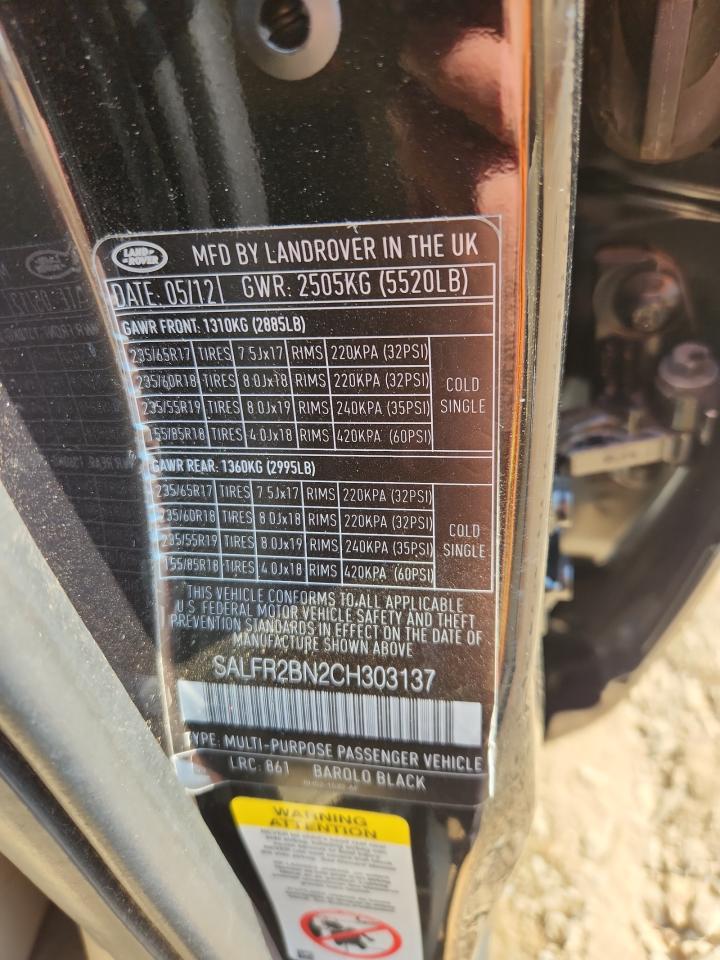 LAND ROVER MFD BY LANDROVER IN THE UK
DATE: 05/12 GWR: 2505KG (5520LB)
GAWR FRONT: 1310KG (2885LB)
235/65R17 TIRES 7.5Jx17 RIMS 220KPA (32PSI)
235/60R18 TIRES 8.0Jx18 RIMS 220KPA (32PSI)
235/55R19 TIRES 8.0Jx19 RIMS 240KPA (35PSI)
155/85R18 TIRES 4.0Jx18 RIMS 420KPA (60PSI)
COLD
SINGLE
GAWR REAR: 1360KG (2995LB)
235/65R17 TIRES 7.5Jx17 RIMS 220KPA (32PSI)
235/60R18 TIRES 8.0Jx18 RIMS 220KPA (32PSI)
235/55R19 TIRES 8.0Jx19 RIMS 240KPA (35PSI)
155/85R18 TIRES 4.0Jx18 RIMS 420KPA (60PSI)
COLD
SINGLE
THIS VEHICLE CONFORMS TO ALL APPLICABLE
U.S. FEDERAL MOTOR VEHICLE SAFETY AND THEFT
PREVENTION STANDARDS IN EFFECT ON THE DATE OF
MANUFACTURE SHOWN ABOVE
SALFR2BN2CH303137
TYPE: MULTI-PURPOSE PASSENGER VEHICLE
LRC: 861 BAROLO BLACK
WARNING
ATTENTION